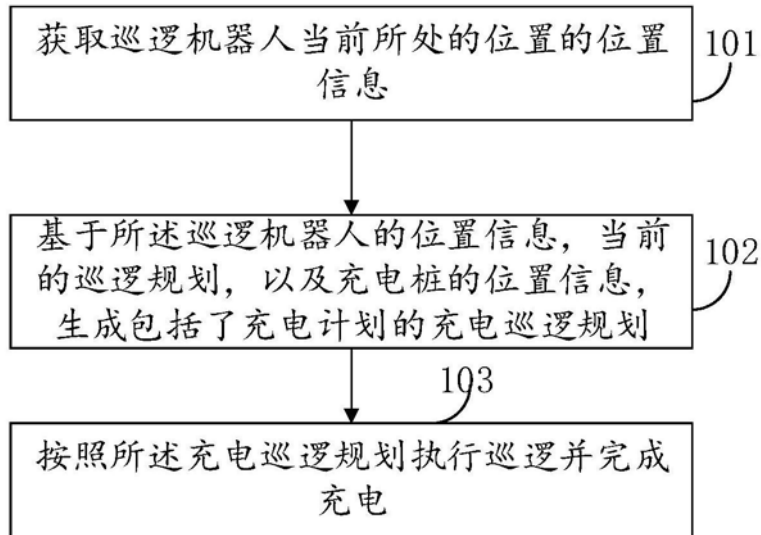 获取巡逻机器人当前所处的位置的位置
信息
101
基于所述巡逻机器人的位置信息，当前
的巡逻规划，以及充电桩的位置信息，
生成包括了充电计划的充电巡逻规划
102
103
按照所述充电巡逻规划执行巡逻并完成
充电